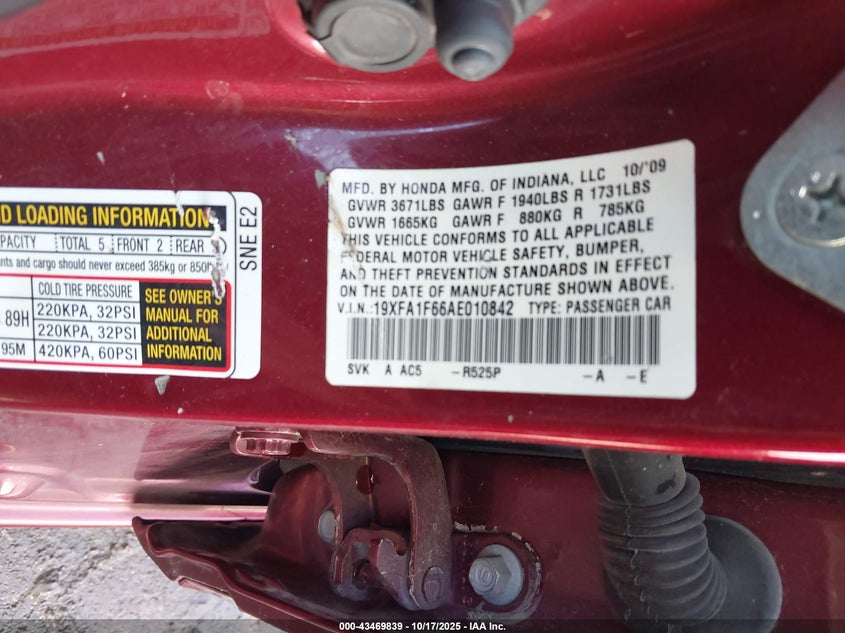 D LOADING INFORMATION
PACITY TOTAL 5 FRONT 2 REAR
ants and cargo should never exceed 385kg or 850
COLD TIRE PRESSURE
89H 220KPA, 32PSI
220KPA, 32PSI
95M 420KPA, 60PSI
SEE OWNER'S
MANUAL FOR
ADDITIONAL
INFORMATION
SNE E2
MFD. BY HONDA MFG. OF INDIANA, LLC 10/'09
GVWR 3671LBS GAWR F 1940LBS R 1731LBS
GVWR 1665KG GAWR F 880KG R 785KG
THIS VEHICLE CONFORMS TO ALL APPLICABLE
FEDERAL MOTOR VEHICLE SAFETY, BUMPER,
AND THEFT PREVENTION STANDARDS IN EFFECT
ON THE DATE OF MANUFACTURE SHOWN ABOVE.
V.I.N.:19XFA1F66AE010842 TYPE: PASSENGER CAR
SVK A AC5 -R525P -A -E
000-43469839 - 10/17/2025 - IAA Inc.